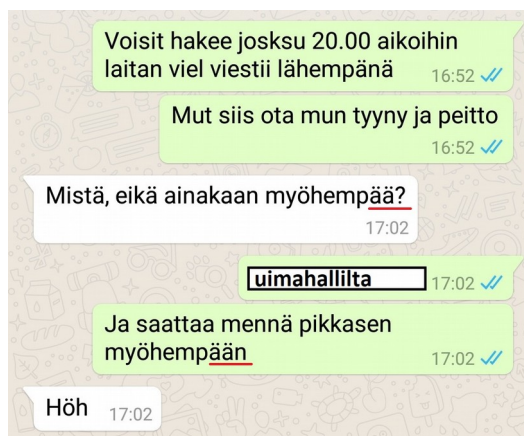 Voisit hakee josksu 20.00 aikoihin
laitan viel viestii lähempänä 16:52
Mut siis ota mun tyyny ja peitto
16:52
Mistä, eikä ainakaan myöhempää?
17:02
uimahallilta 17:02
Ja saattaa mennä pikkasen
myöhempään 17:02
Höh 17:02